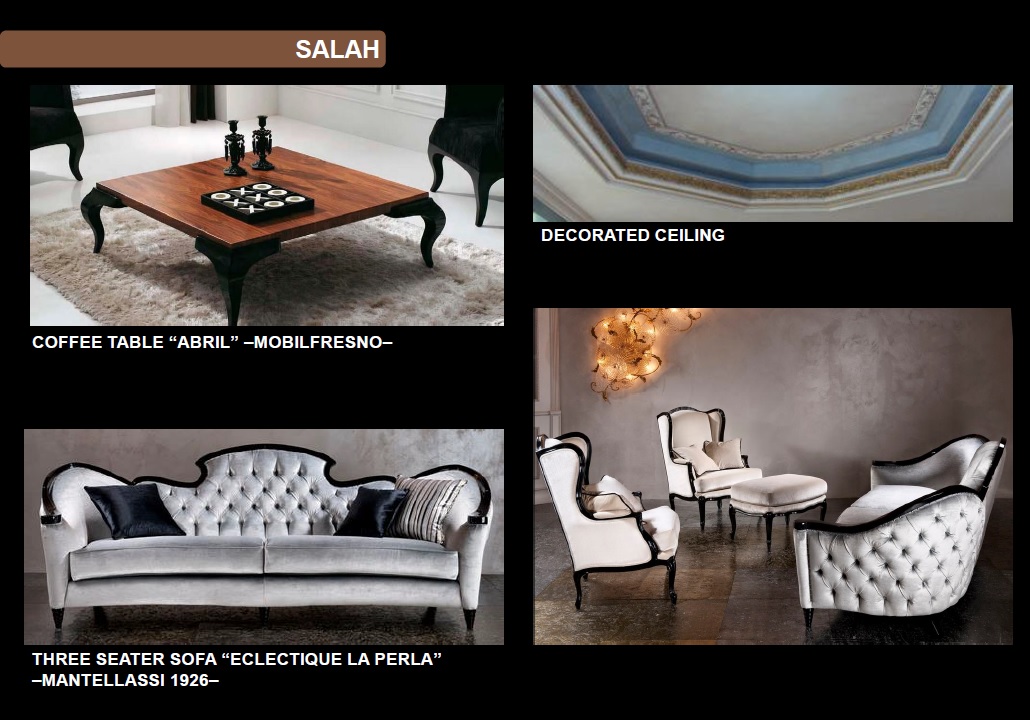 SALAH
COFFEE TABLE “ABRIL” –MOBILFRESNO–
DECORATED CEILING
THREE SEATER SOFA “ECLECTIQUE LA PERLA”
–MANTELLASSI 1926–